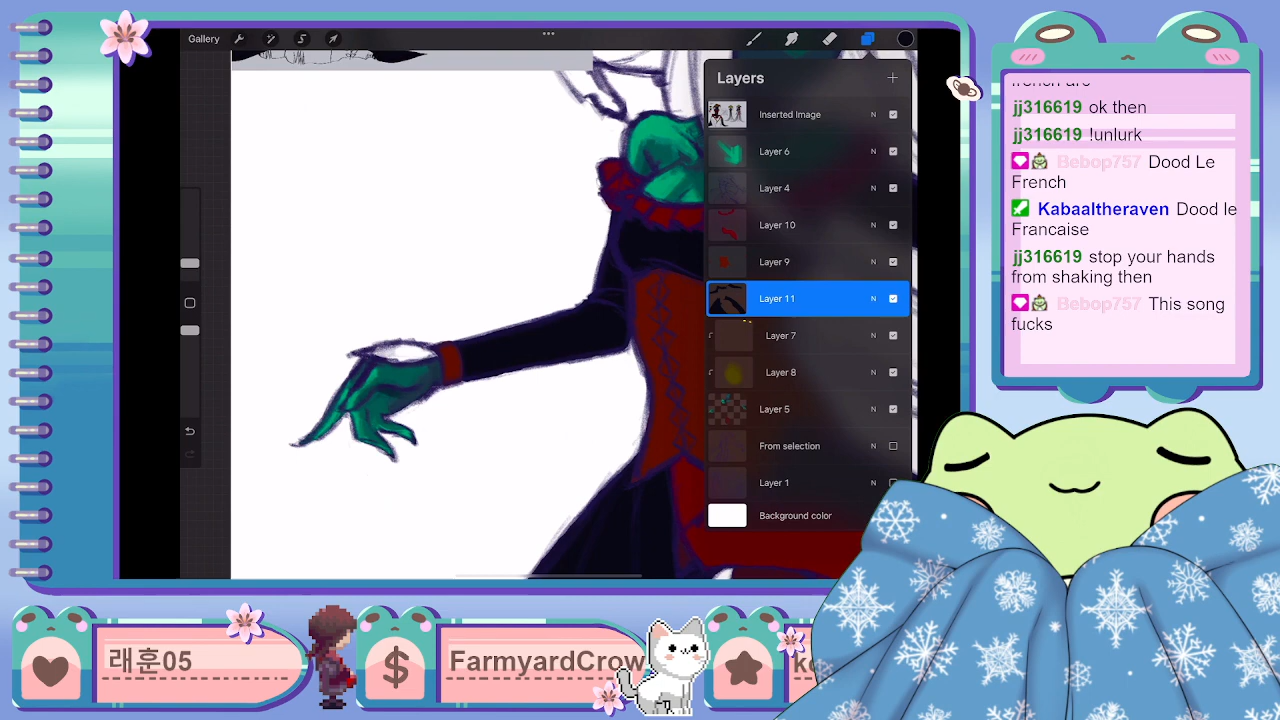 Gallery
Layers
Inserted Image N
Layer 6 N
Layer 4 N
Layer 10 N
Layer 9 N
Layer 11 N
Layer 7 N
Layer 8 N
Layer 5 N
From selection N
Layer 1 N
Background color
french are
jj316619 ok then
jj316619 !unlurk
Bebop757 Dood Le
French
Kabaaltheraven Dood le
Francaise
jj316619 stop your hands
from shaking then
Bebop757 This song
fucks
래훈05
FarmyardCrow